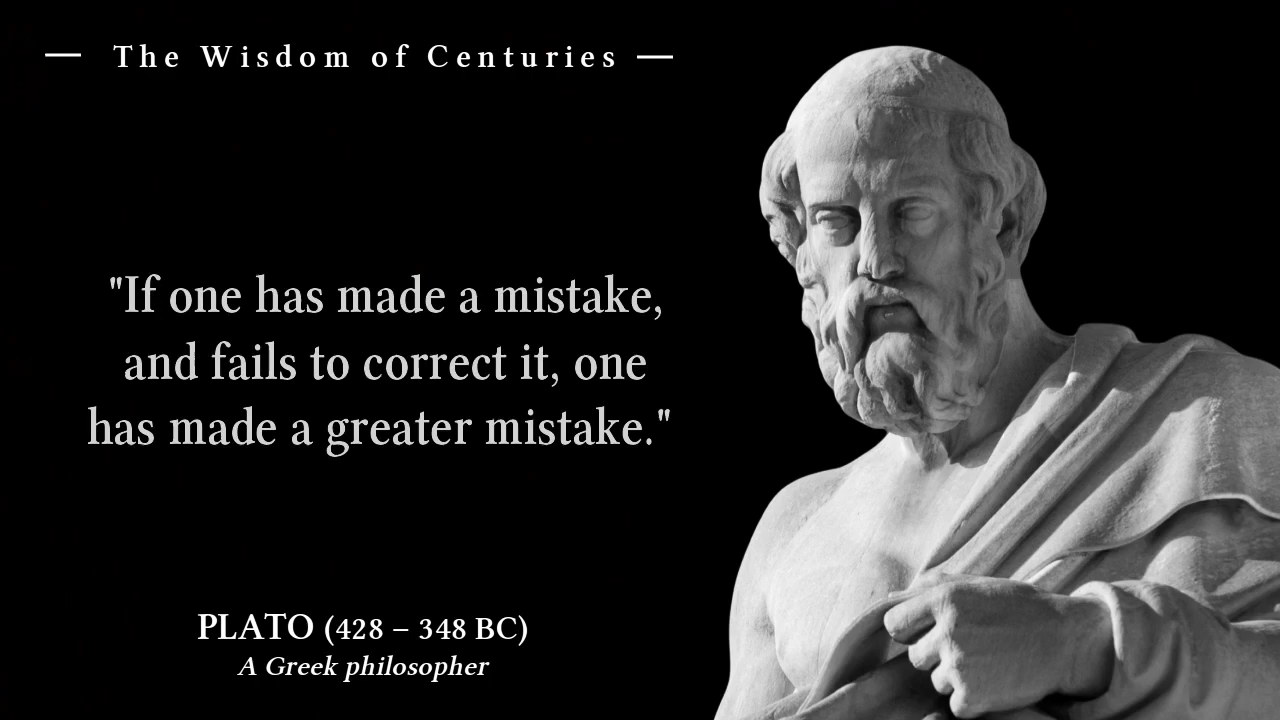 — The Wisdom of Centuries —
"If one has made a mistake,
and fails to correct it, one
has made a greater mistake."
PLATO (428 – 348 BC)
A Greek philosopher